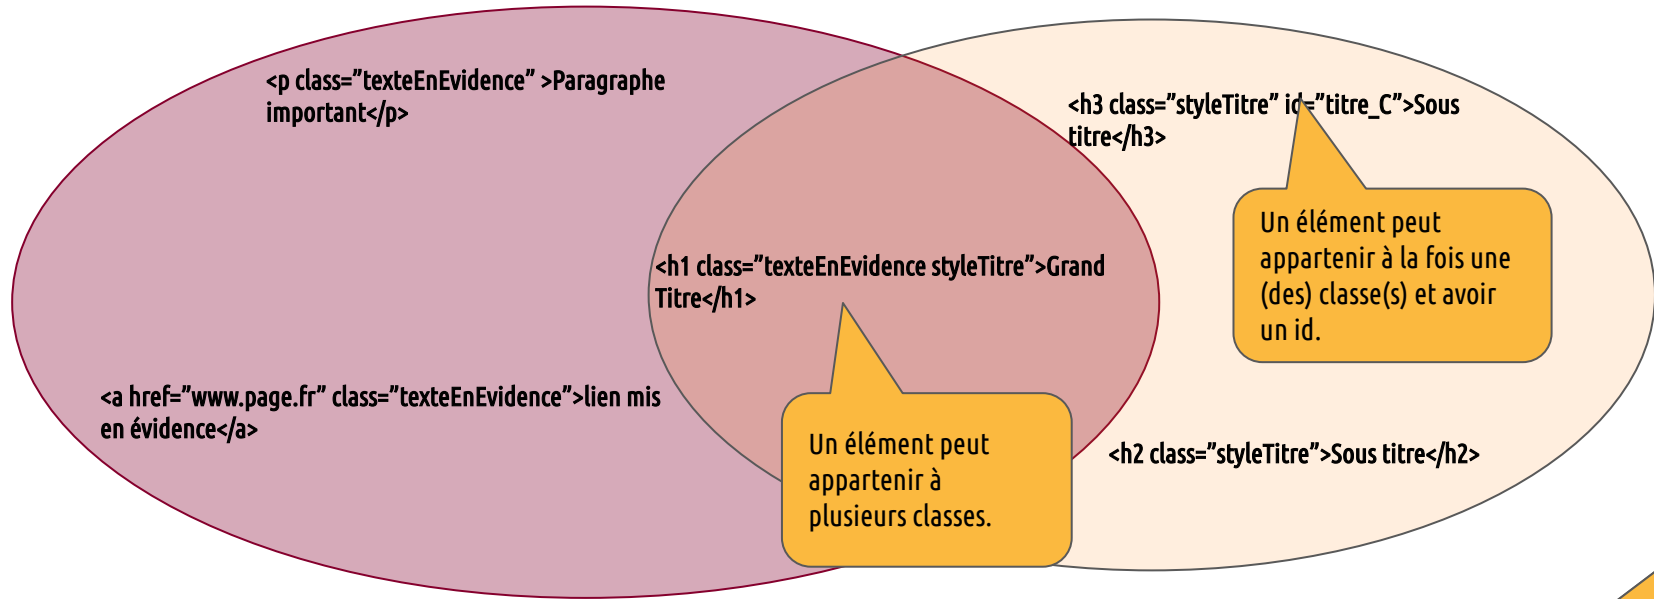 <p class=”texteEnEvidence” >Paragraphe
important</p>
<h3 class=”styleTitre” id=”titre_C”>Sous
titre</h3>
Un élément peut
appartenir à la fois une
(des) classe(s) et avoir
un id.
<h1 class=”texteEnEvidence styleTitre”>Grand
Titre</h1>
<a href=”www.page.fr” class=”texteEnEvidence”>lien mis
en évidence</a>
Un élément peut
appartenir à
plusieurs classes.
<h2 class=”styleTitre”>Sous titre</h2>